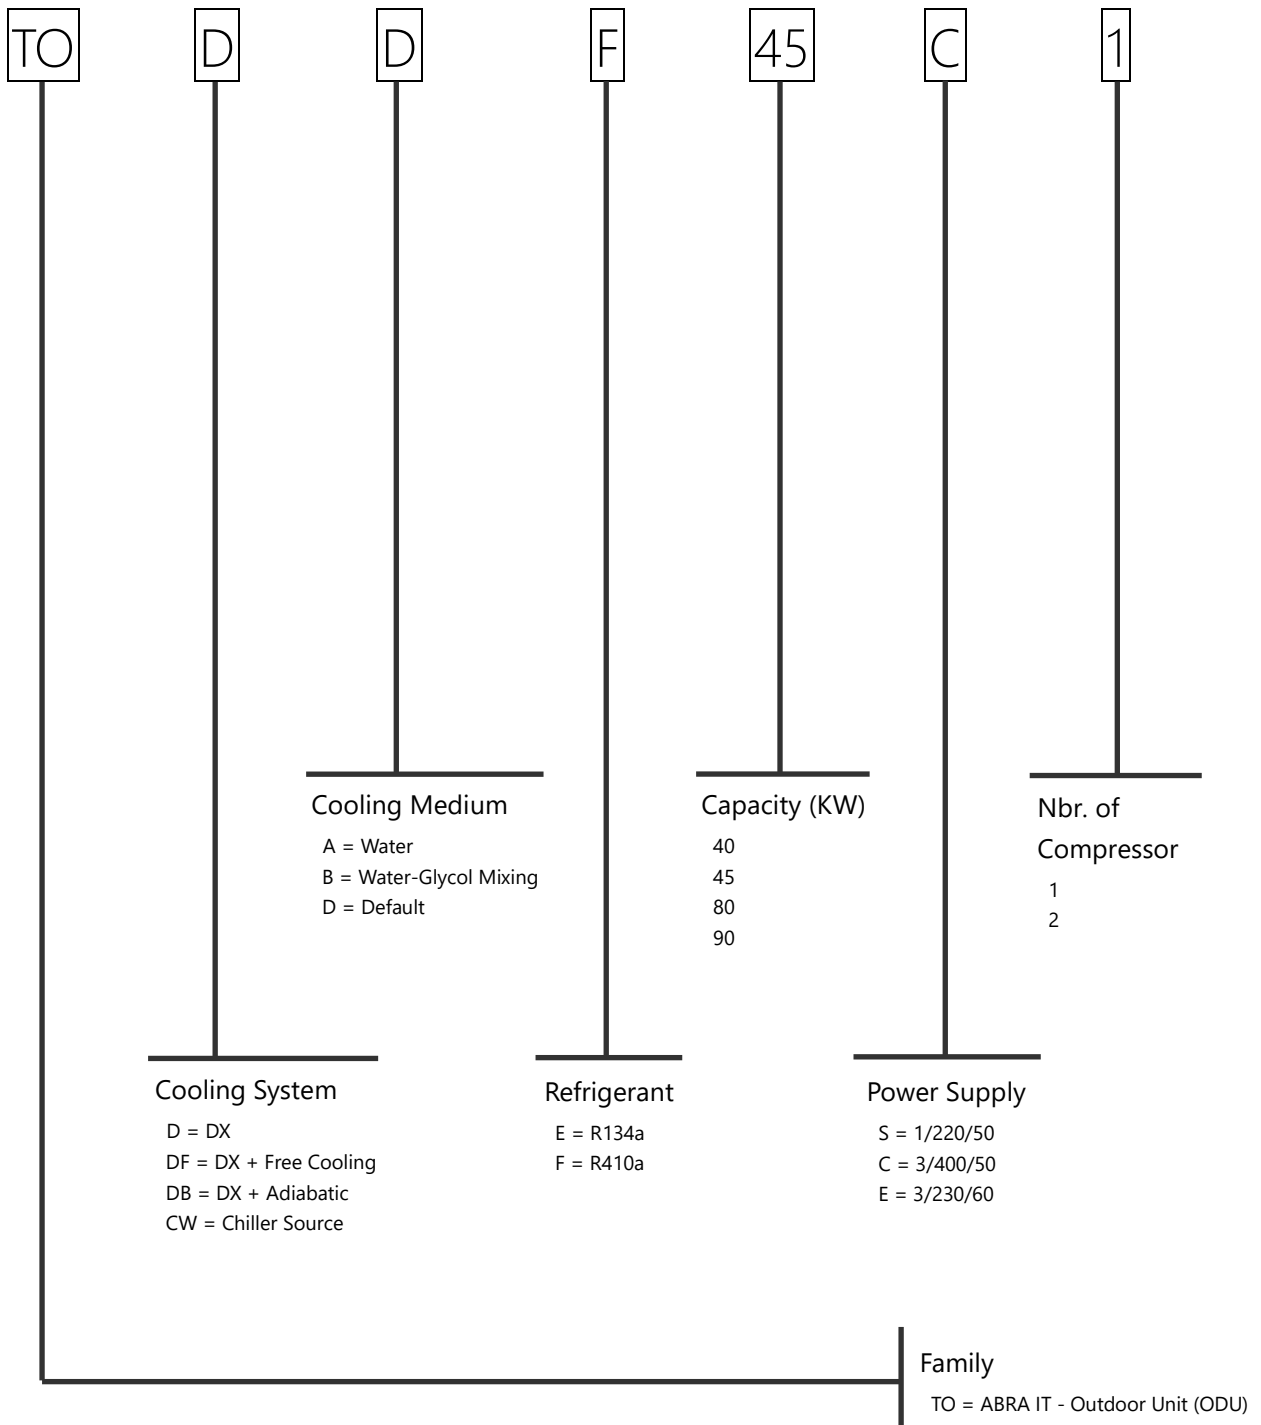 TO D D F 45 C 1
Cooling Medium
A = Water
B = Water-Glycol Mixing
D = Default
Capacity (KW)
40
45
80
90
Nbr. of
Compressor
1
2
Cooling System
D = DX
DF = DX + Free Cooling
DB = DX + Adiabatic
CW = Chiller Source
Refrigerant
E = R134a
F = R410a
Power Supply
S = 1/220/50
C = 3/400/50
E = 3/230/60
Family
TO = ABRA IT - Outdoor Unit (ODU)